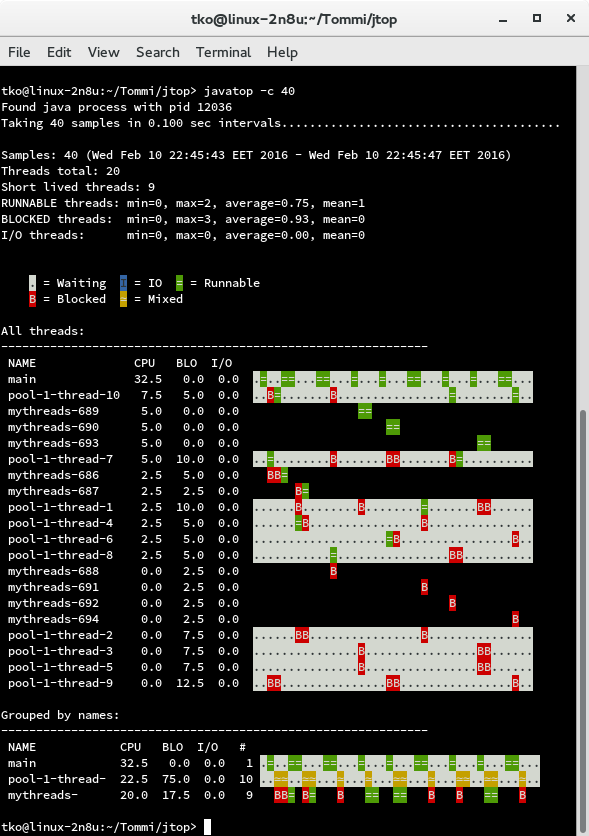 tko@linux-2n8u:~/Tommi/jtop
File Edit View Search Terminal Help
tko@linux-2n8u:~/Tommi/jtop> javatop -c 40
Found java process with pid 12036
Taking 40 samples in 0.100 sec intervals........................................
Samples: 40 (Wed Feb 10 22:45:43 EET 2016 - Wed Feb 10 22:45:47 EET 2016)
Threads total: 20
Short lived threads: 9
RUNNABLE threads: min=0, max=2, average=0.75, mean=1
BLOCKED threads: min=0, max=3, average=0.93, mean=0
I/O threads: min=0, max=0, average=0.00, mean=0
. = Waiting I = IO = = Runnable
B = Blocked = = Mixed
All threads:
-------------------------------------------------------------
NAME CPU BLO I/O
main 32.5 0.0 0.0 .=..==...==...=...=...==...=...=...==...
pool-1-thread-10 7.5 5.0 0.0 ..B=.......B................=........=..
mythreads-689 5.0 0.0 0.0 ==
mythreads-690 5.0 0.0 0.0 ==
mythreads-693 5.0 0.0 0.0 ==
pool-1-thread-7 5.0 10.0 0.0 ..=........B.......BB.......B=..........
mythreads-686 2.5 5.0 0.0 BB=
mythreads-687 2.5 2.5 0.0 B=
pool-1-thread-1 2.5 10.0 0.0 ......B........B........=.......BB......
pool-1-thread-4 2.5 5.0 0.0 ......=B................B...............
pool-1-thread-6 2.5 5.0 0.0 ...................=B................B..
pool-1-thread-8 2.5 5.0 0.0 ...........=................BB..........
mythreads-688 0.0 2.5 0.0 B
mythreads-691 0.0 2.5 0.0 B
mythreads-692 0.0 2.5 0.0 B
mythreads-694 0.0 2.5 0.0 B
pool-1-thread-2 0.0 7.5 0.0 ......BB................B...............
pool-1-thread-3 0.0 7.5 0.0 ...............B................BB......
pool-1-thread-5 0.0 7.5 0.0 ...............B................BB......
pool-1-thread-9 0.0 12.5 0.0 ..BB...............BB................B..
Grouped by names:
-------------------------------------------------------------
NAME CPU BLO I/O #
main 32.5 0.0 0.0 1 .=..==...==...=...=...==...=...=...==...
pool-1-thread- 22.5 75.0 0.0 10 ..==..==...=...=...==...=...==..==...=..
mythreads- 20.0 17.5 0.0 9 BB= B= B == == B B == B
tko@linux-2n8u:~/Tommi/jtop>